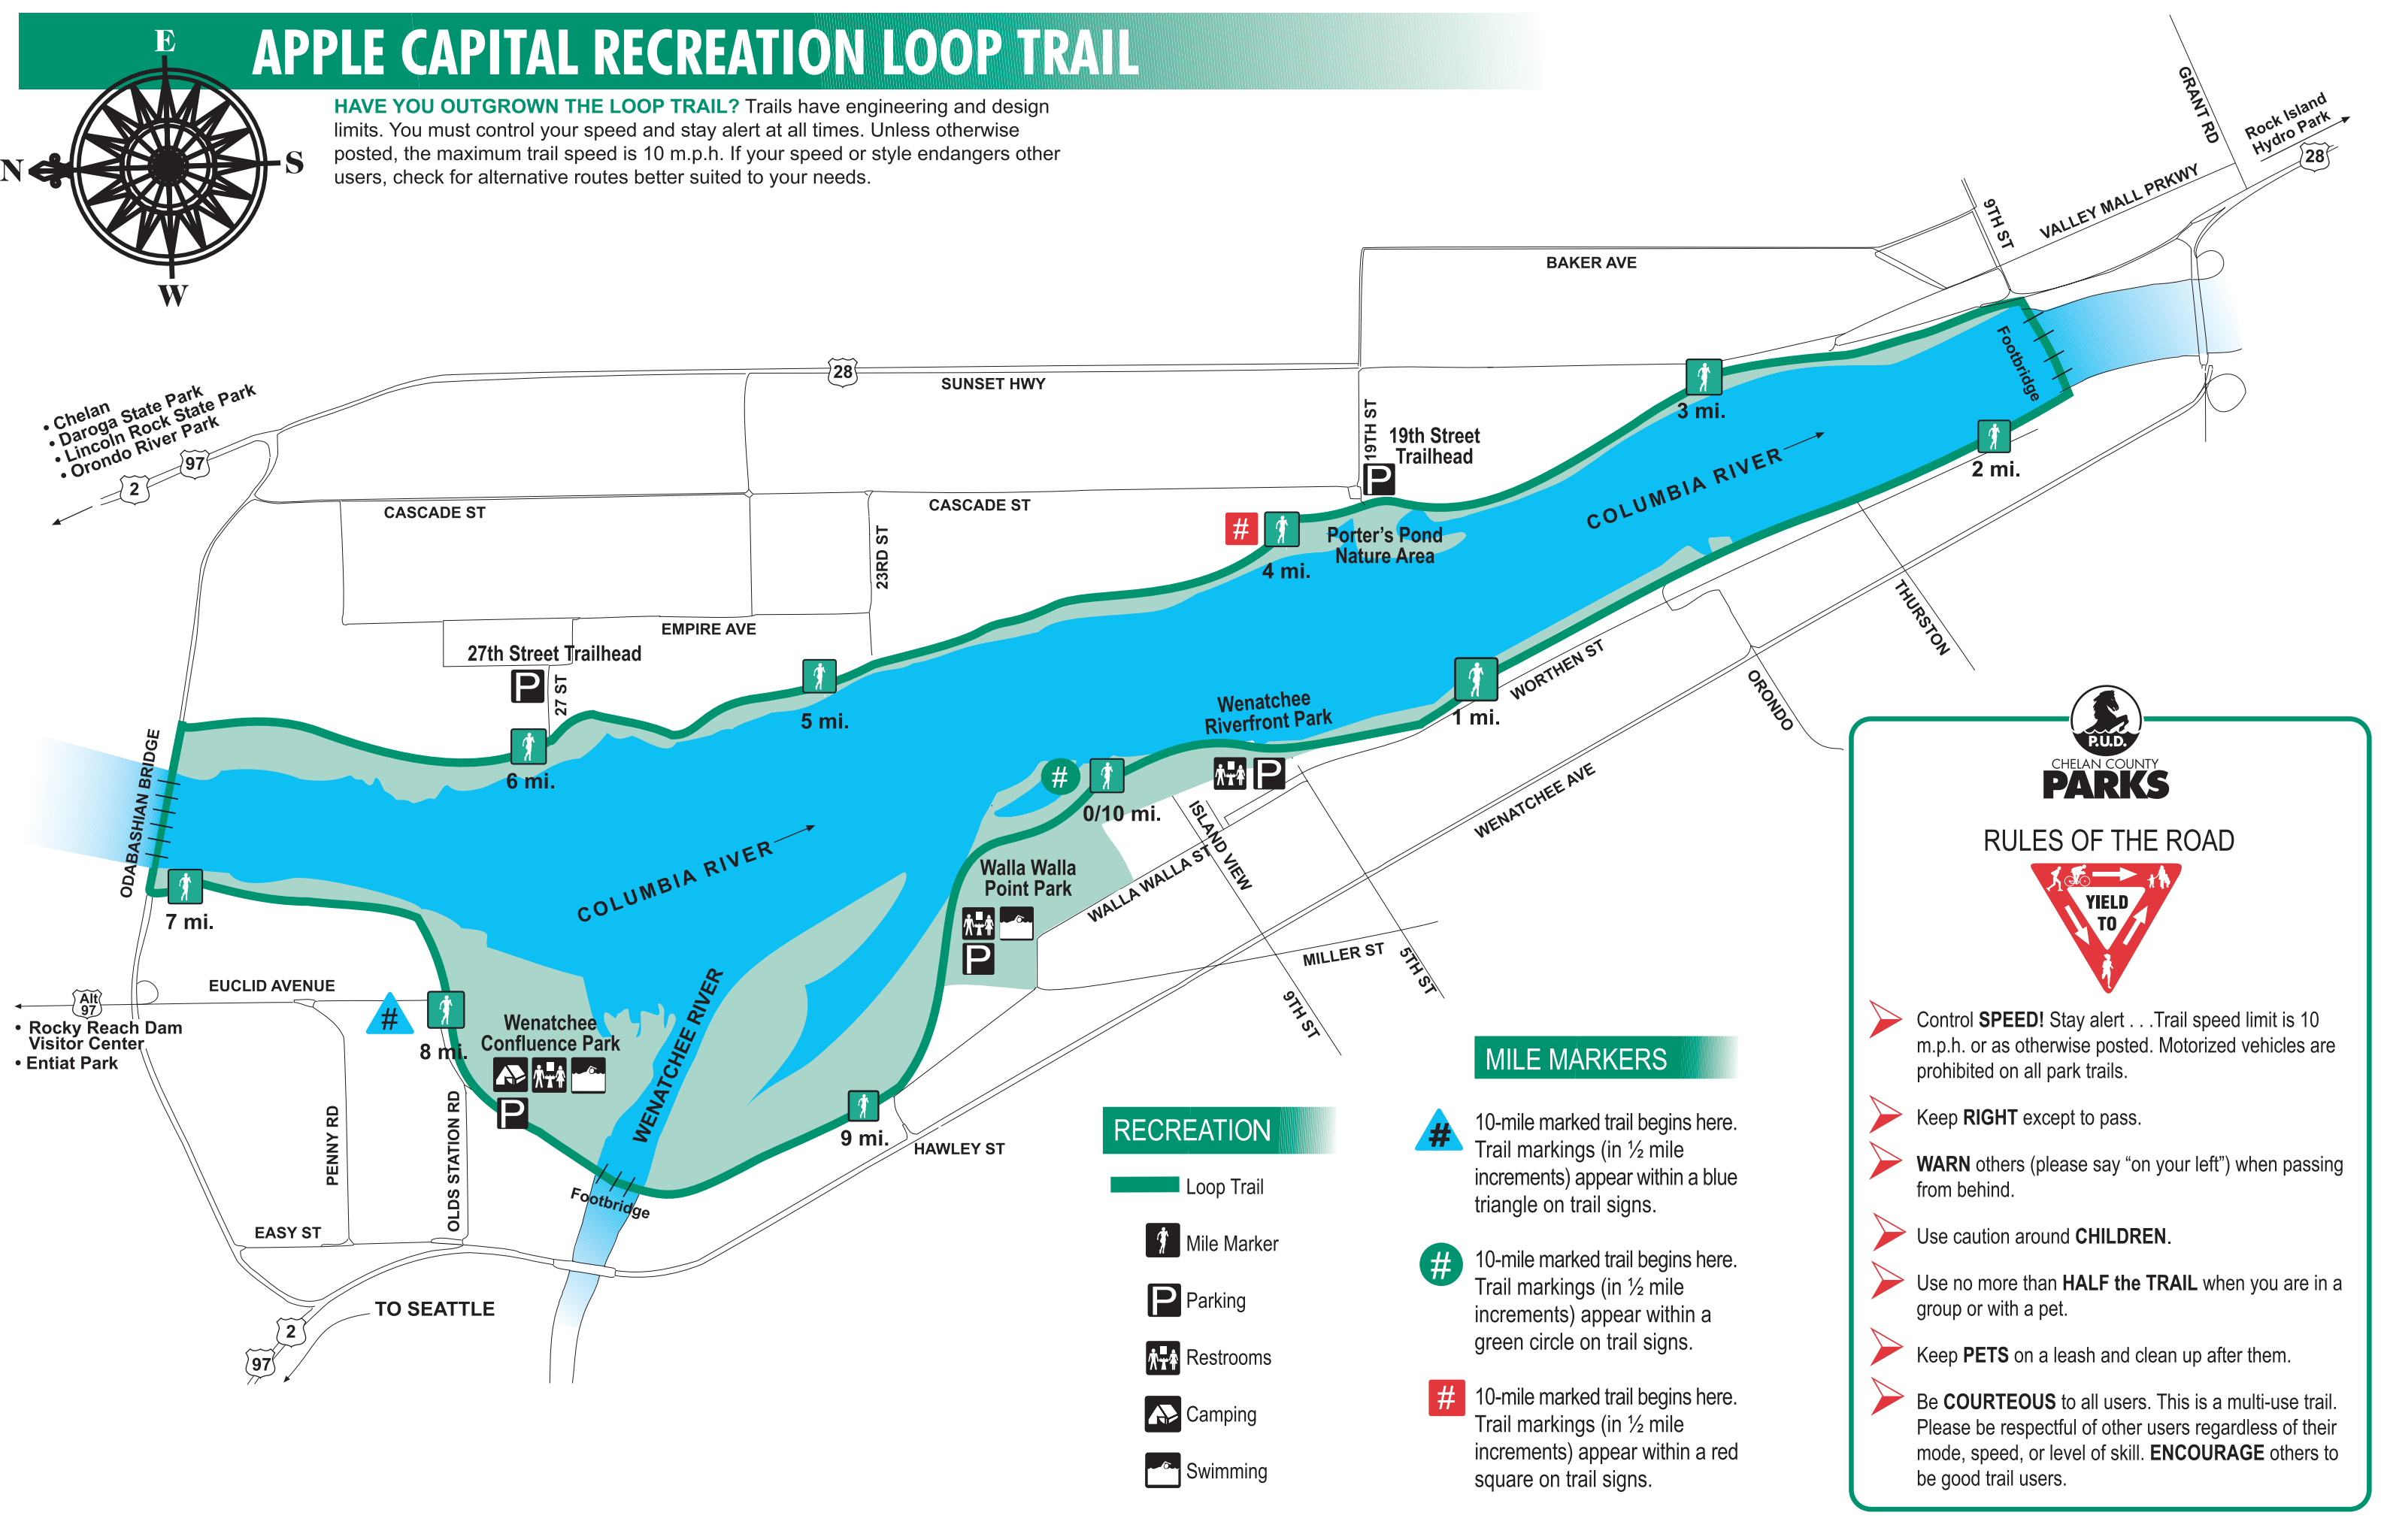 APPLE CAPITAL RECREATION LOOP TRAIL
E
N
S
W
HAVE YOU OUTGROWN THE LOOP TRAIL? Trails have engineering and design
limits. You must control your speed and stay alert at all times. Unless otherwise
posted, the maximum trail speed is 10 m.p.h. If your speed or style endangers other
users, check for alternative routes better suited to your needs.
GRANT RD
Rock Island
Hydro Park
28
VALLEY MALL PRKWY
9TH ST
BAKER AVE
28
SUNSET HWY
• Chelan
• Daroga State Park
• Lincoln Rock State Park
• Orondo River Park
97
2
Footbridge
3 mi.
2 mi.
19TH ST
19th Street
Trailhead
P
COLUMBIA RIVER
CASCADE ST
CASCADE ST
23RD ST
#
4 mi.
Porter's Pond
Nature Area
THURSTON
EMPIRE AVE
27th Street Trailhead
P
27 ST
5 mi.
6 mi.
Wenatchee
Riverfront Park
P
WORTHEN ST
1 mi.
ORONDO
ODABASHIAN BRIDGE
#
0/10 mi.
ISLAND VIEW
WENATCHEE AVE
COLUMBIA RIVER
Walla Walla
Point Park
P
WALLA WALLA ST
7 mi.
MILLER ST
5TH ST
9TH ST
EUCLID AVENUE
Alt
97
• Rocky Reach Dam
Visitor Center
• Entiat Park
#
8 mi.
Wenatchee
Confluence Park
P
WENATCHEE RIVER
9 mi.
HAWLEY ST
PENNY RD
OLDS STATION RD
Footbridge
EASY ST
TO SEATTLE
2
97
RECREATION
Loop Trail
Mile Marker
P Parking
Restrooms
Camping
Swimming
MILE MARKERS
# 10-mile marked trail begins here.
Trail markings (in ½ mile
increments) appear within a blue
triangle on trail signs.
# 10-mile marked trail begins here.
Trail markings (in ½ mile
increments) appear within a
green circle on trail signs.
# 10-mile marked trail begins here.
Trail markings (in ½ mile
increments) appear within a red
square on trail signs.
P.U.D.
CHELAN COUNTY
PARKS
RULES OF THE ROAD
YIELD
TO
Control SPEED! Stay alert . . .Trail speed limit is 10
m.p.h. or as otherwise posted. Motorized vehicles are
prohibited on all park trails.
Keep RIGHT except to pass.
WARN others (please say “on your left”) when passing
from behind.
Use caution around CHILDREN.
Use no more than HALF the TRAIL when you are in a
group or with a pet.
Keep PETS on a leash and clean up after them.
Be COURTEOUS to all users. This is a multi-use trail.
Please be respectful of other users regardless of their
mode, speed, or level of skill. ENCOURAGE others to
be good trail users.